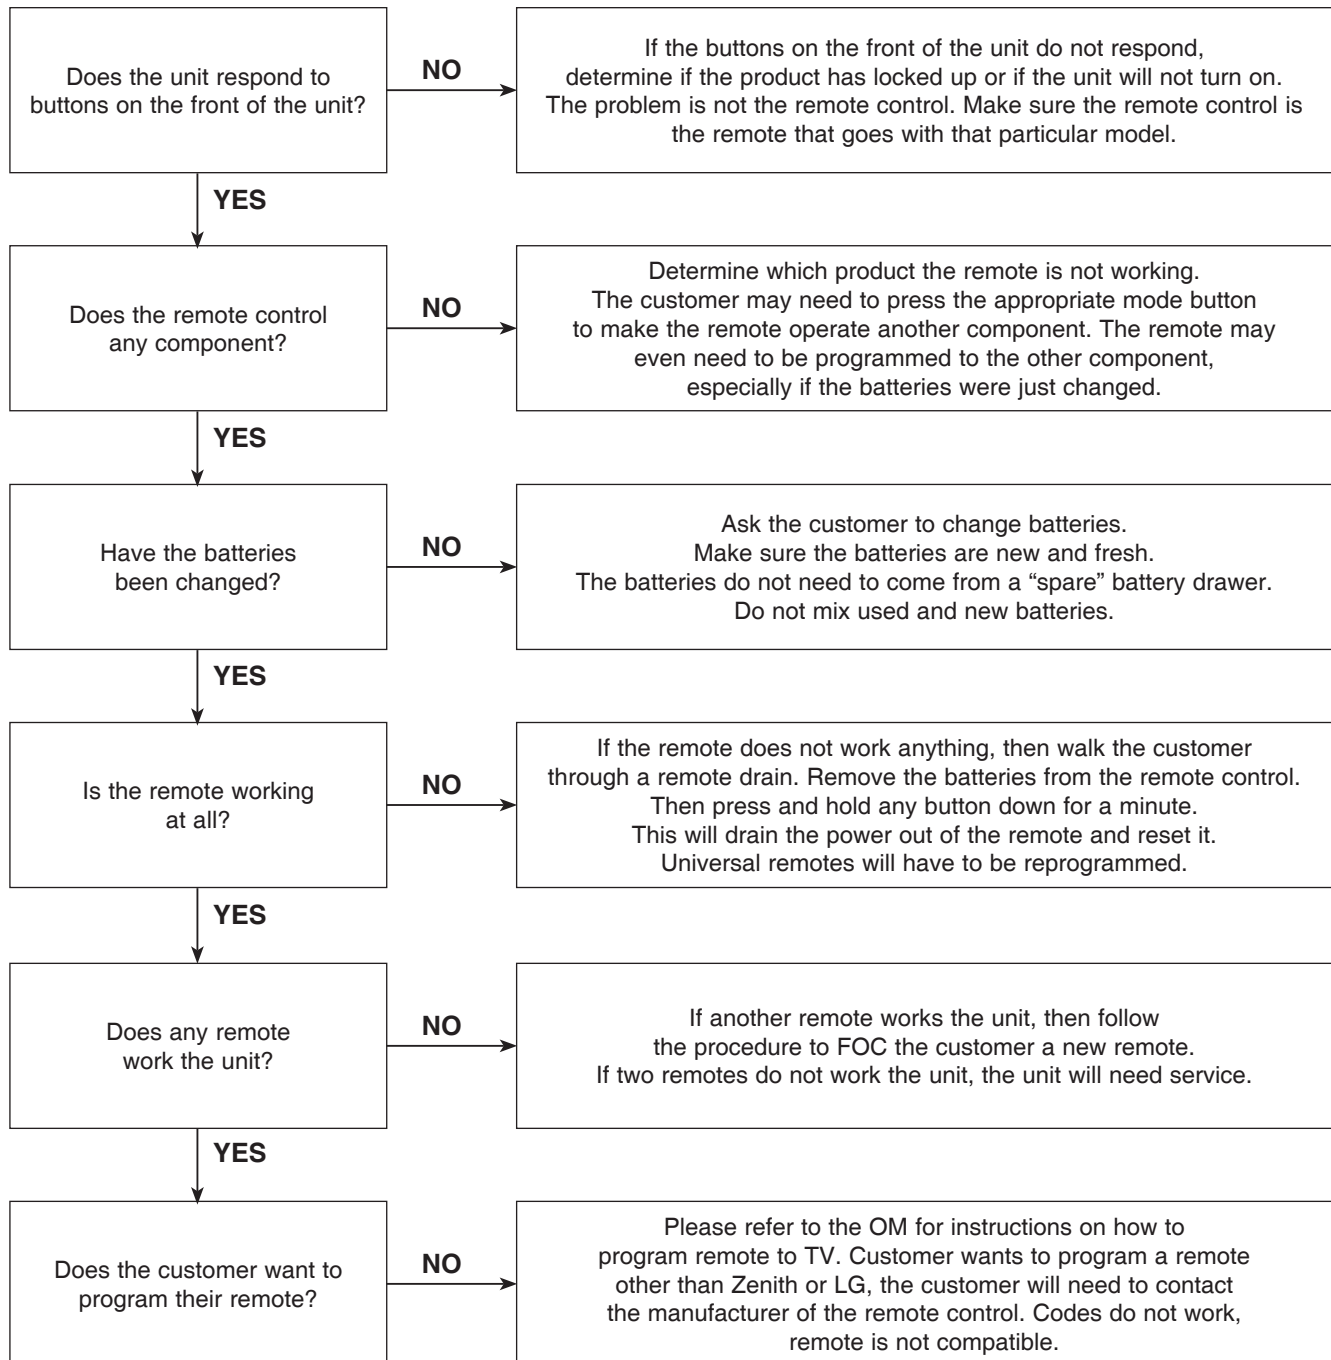 Does the unit respond to
buttons on the front of the unit?
NO
If the buttons on the front of the unit do not respond,
determine if the product has locked up or if the unit will not turn on.
The problem is not the remote control. Make sure the remote control is
the remote that goes with that particular model.
YES
Does the remote control
any component?
NO
Determine which product the remote is not working.
The customer may need to press the appropriate mode button
to make the remote operate another component. The remote may
even need to be programmed to the other component,
especially if the batteries were just changed.
YES
Have the batteries
been changed?
NO
Ask the customer to change batteries.
Make sure the batteries are new and fresh.
The batteries do not need to come from a “spare” battery drawer.
Do not mix used and new batteries.
YES
Is the remote working
at all?
NO
If the remote does not work anything, then walk the customer
through a remote drain. Remove the batteries from the remote control.
Then press and hold any button down for a minute.
This will drain the power out of the remote and reset it.
Universal remotes will have to be reprogrammed.
YES
Does any remote
work the unit?
NO
If another remote works the unit, then follow
the procedure to FOC the customer a new remote.
If two remotes do not work the unit, the unit will need service.
YES
Does the customer want to
program their remote?
NO
Please refer to the OM for instructions on how to
program remote to TV. Customer wants to program a remote
other than Zenith or LG, the customer will need to contact
the manufacturer of the remote control. Codes do not work,
remote is not compatible.